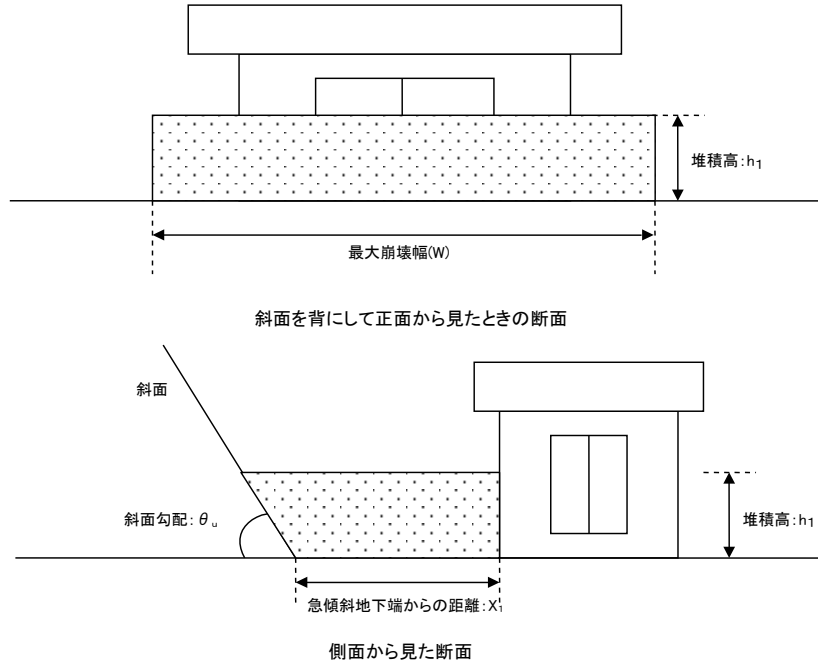 堆積高:h1
最大崩壊幅(W)
斜面を背にして正面から見たときの断面
斜面
斜面勾配：θu
堆積高:h1
急傾斜地下端からの距離:X1
側面から見た断面